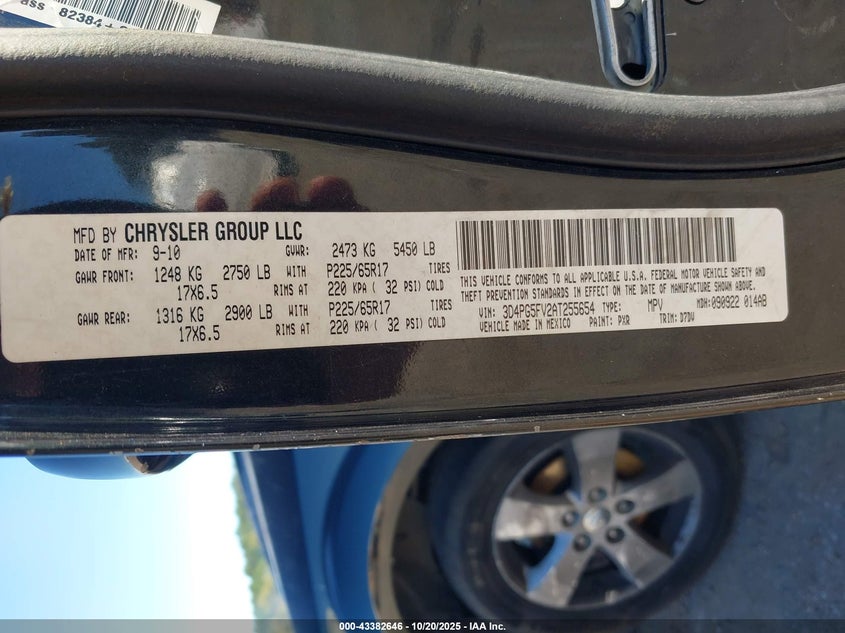 ass 82384
MFD BY CHRYSLER GROUP LLC
DATE OF MFR: 9-10 GVWR: 2473 KG 5450 LB
GAWR FRONT: 1248 KG 2750 LB WITH P225/65R17 TIRES
17X6.5 RIMS AT 220 KPA ( 32 PSI) COLD
GAWR REAR: 1316 KG 2900 LB WITH P225/65R17 TIRES
17X6.5 RIMS AT 220 KPA ( 32 PSI) COLD
THIS VEHICLE CONFORMS TO ALL APPLICABLE U.S.A. FEDERAL MOTOR VEHICLE SAFETY AND
THEFT PREVENTION STANDARDS IN EFFECT ON THE DATE OF MANUFACTURE SHOWN ABOVE.
VIN: 3D4PG5FV2AT255654 TYPE: MPV MDH:090922 014AB
VEHICLE MADE IN MEXICO PAINT: PXR TRIM: D7DV
000-43382646 - 10/20/2025 - IAA Inc.